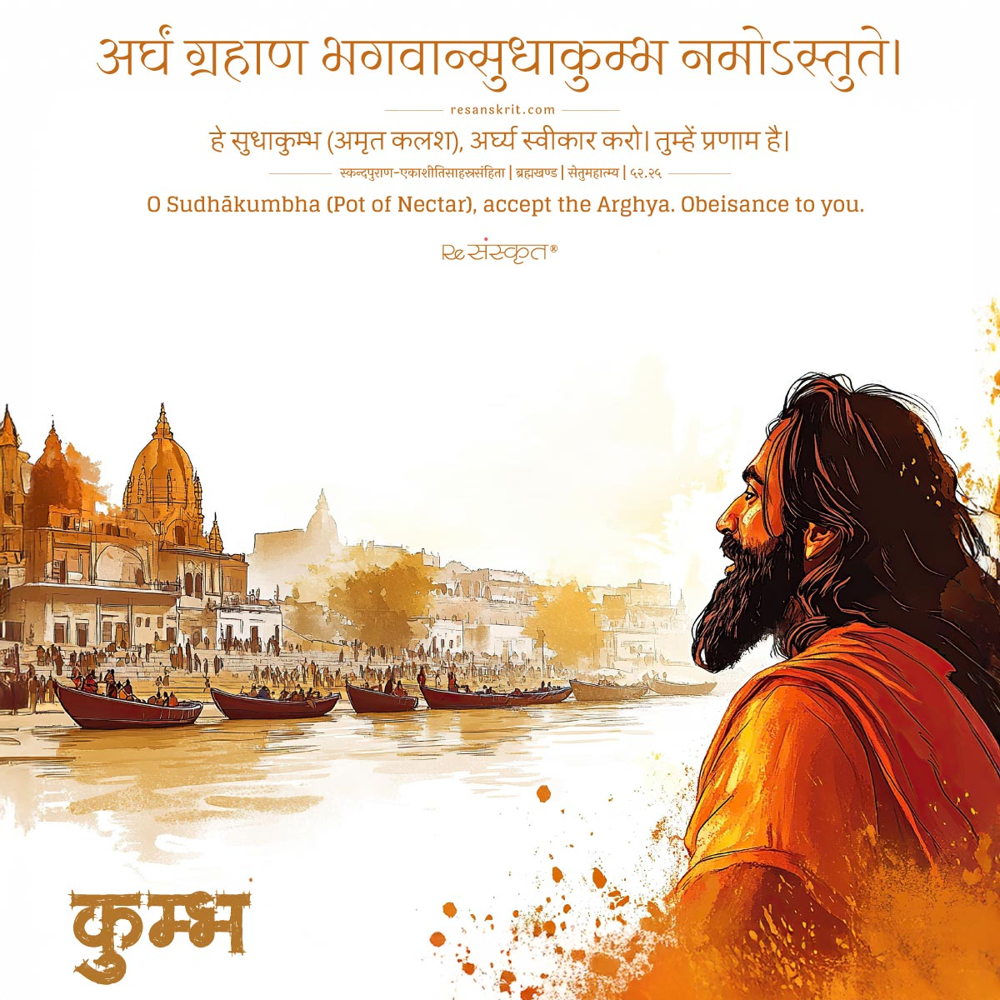 अर्घं ग्रहाण भगवान्सुधाकुम्भ नमोऽस्तुते।
resanskrit.com
हे सुधाकुम्भ (अमृत कलश), अर्घ्य स्वीकार करो। तुम्हें प्रणाम है।
स्कन्दपुराण-एकाशीतिसाहस्रसंहिता | ब्रह्मखण्ड | सेतुमहात्म्य | ५२.२५
O Sudhākumbha (Pot of Nectar), accept the Arghya. Obeisance to you.
Re संस्कृत®
कुम्भ